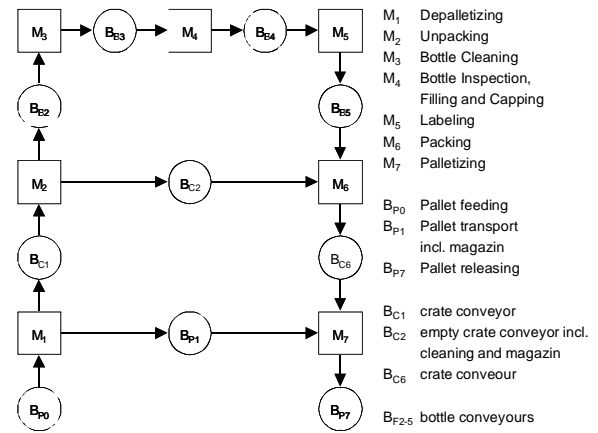 M3 BB3 M4 BB4 M5
BB2 BB5
M2 BC2 M6
BC1 BC6
M1 BP1 M7
BP0 BP7
M1 Depalletizing
M2 Unpacking
M3 Bottle Cleaning
M4 Bottle Inspection,
Filling and Capping
M5 Labeling
M6 Packing
M7 Palletizing
BP0 Pallet feeding
BP1 Pallet transport
incl. magazin
BP7 Pallet releasing
BC1 crate conveyor
BC2 empty crate conveyor incl.
cleaning and magazin
BC6 crate conveour
BF2-5 bottle conveyours